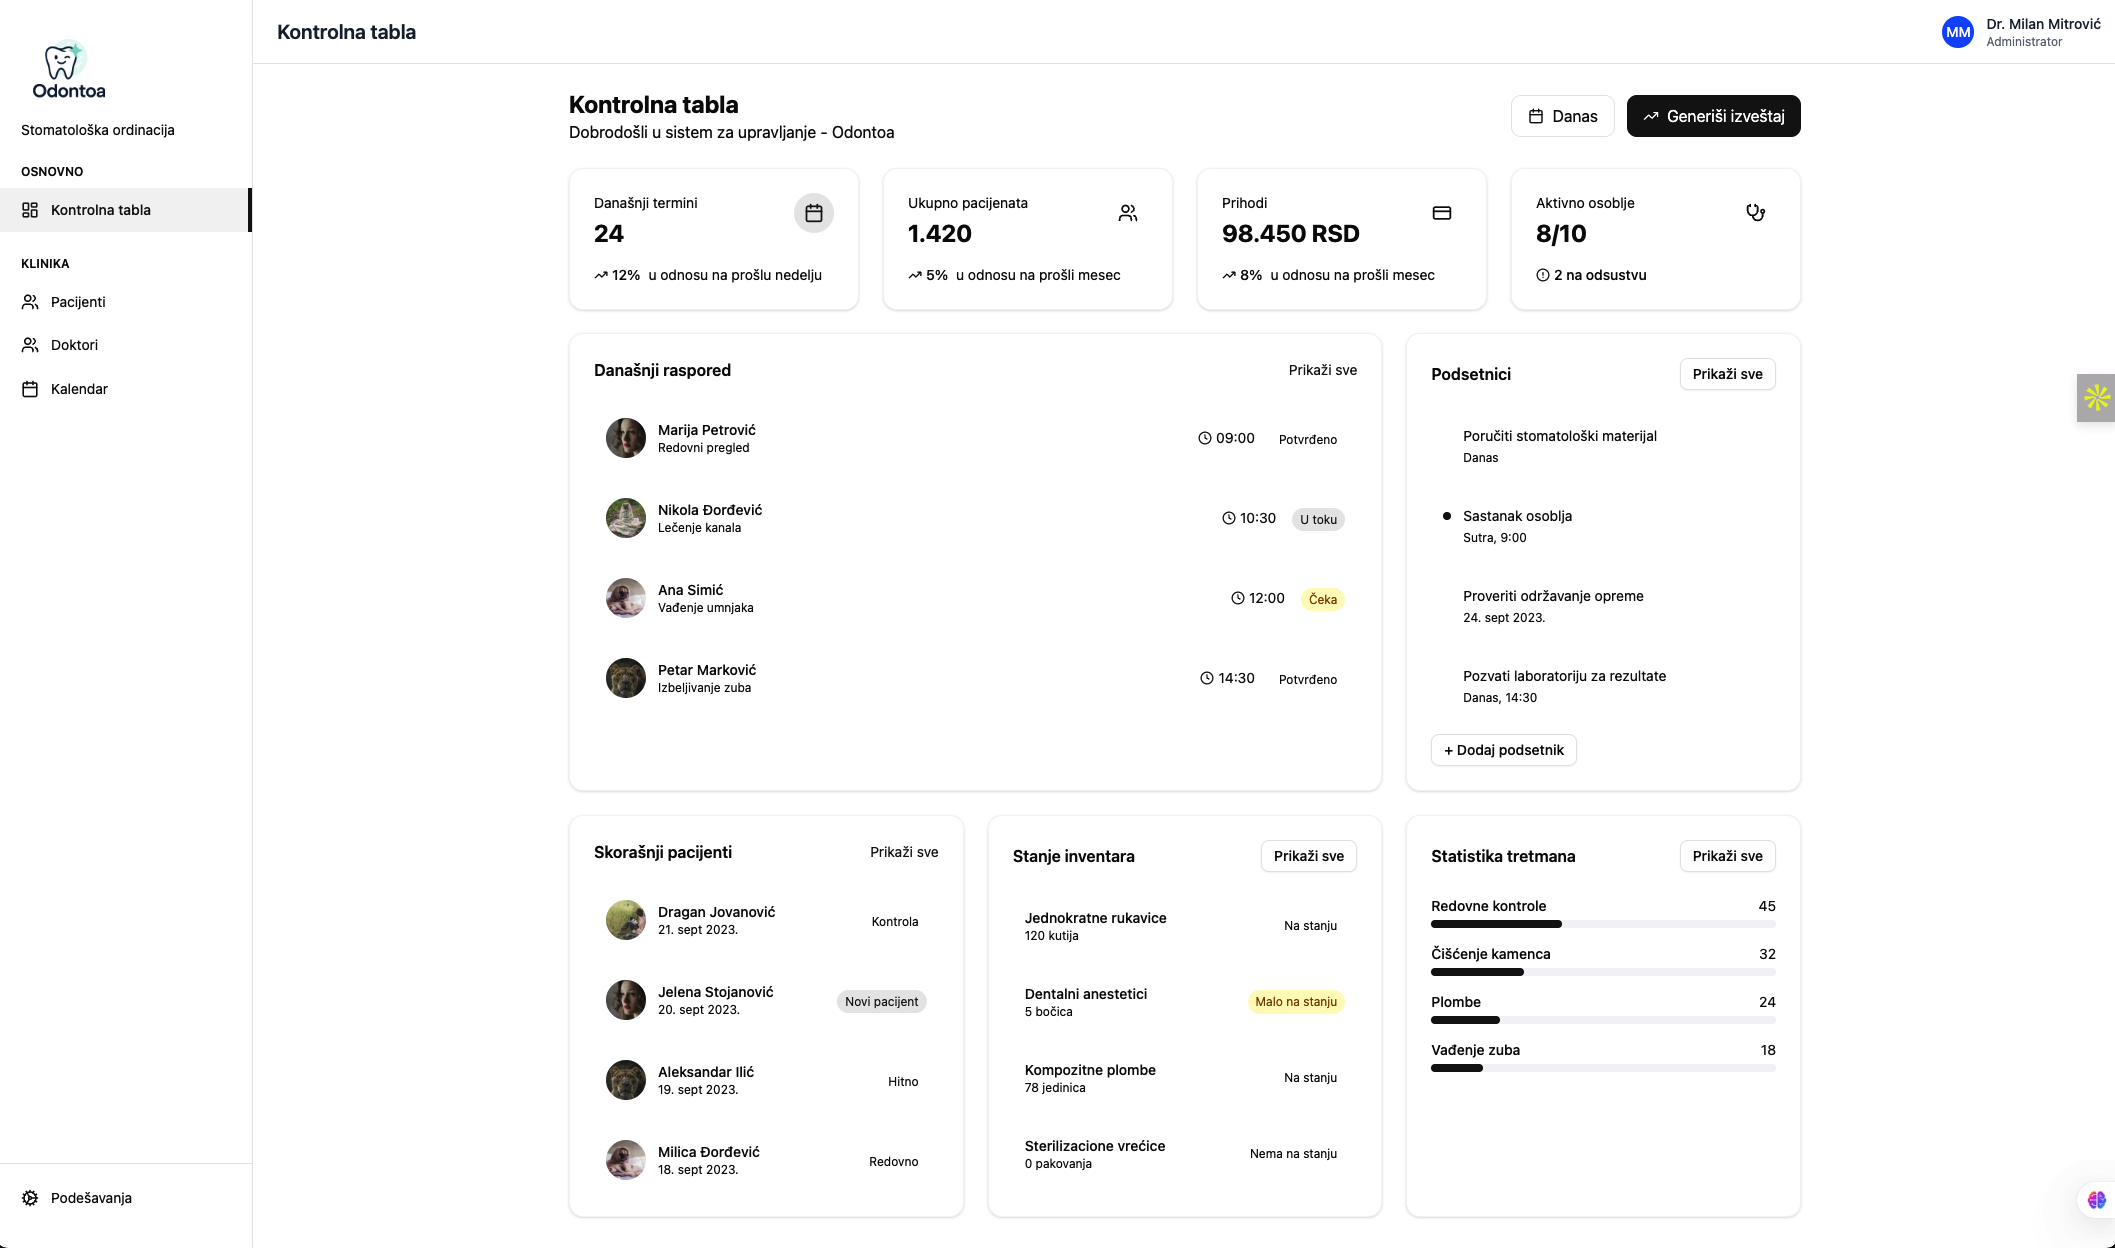 Odontoa
Stomatološka ordinacija
OSNOVNO
Kontrolna tabla
KLINIKA
Pacijenti
Doktori
Kalendar
Podešavanja
Kontrolna tabla
MM
Dr. Milan Mitrović
Administrator
Kontrolna tabla
Dobrodošli u sistem za upravljanje - Odontoa
Danas
Generiši izveštaj
Današnji termini
24
12% u odnosu na prošlu nedelju
Ukupno pacijenata
1.420
5% u odnosu na prošli mesec
Prihodi
98.450 RSD
8% u odnosu na prošli mesec
Aktivno osoblje
8/10
2 na odsustvu
Današnji raspored
Prikaži sve
Marija Petrović
Redovni pregled
09:00
Potvrđeno
Nikola Đorđević
Lečenje kanala
10:30
U toku
Ana Simić
Vađenje umnjaka
12:00
Čeka
Petar Marković
Izbeljivanje zuba
14:30
Potvrđeno
Podsetnici
Prikaži sve
Poručiti stomatološki materijal
Danas
Sastanak osoblja
Sutra, 9:00
Proveriti održavanje opreme
24. sept 2023.
Pozvati laboratoriju za rezultate
Danas, 14:30
+ Dodaj podsetnik
Skorašnji pacijenti
Prikaži sve
Dragan Jovanović
21. sept 2023.
Kontrola
Jelena Stojanović
20. sept 2023.
Novi pacijent
Aleksandar Ilić
19. sept 2023.
Hitno
Milica Đorđević
18. sept 2023.
Redovno
Stanje inventara
Prikaži sve
Jednokratne rukavice
120 kutija
Na stanju
Dentalni anestetici
5 bočica
Malo na stanju
Kompozitne plombe
78 jedinica
Na stanju
Sterilizacione vrećice
0 pakovanja
Nema na stanju
Statistika tretmana
Prikaži sve
Redovne kontrole
45
Čišćenje kamenca
32
Plombe
24
Vađenje zuba
18